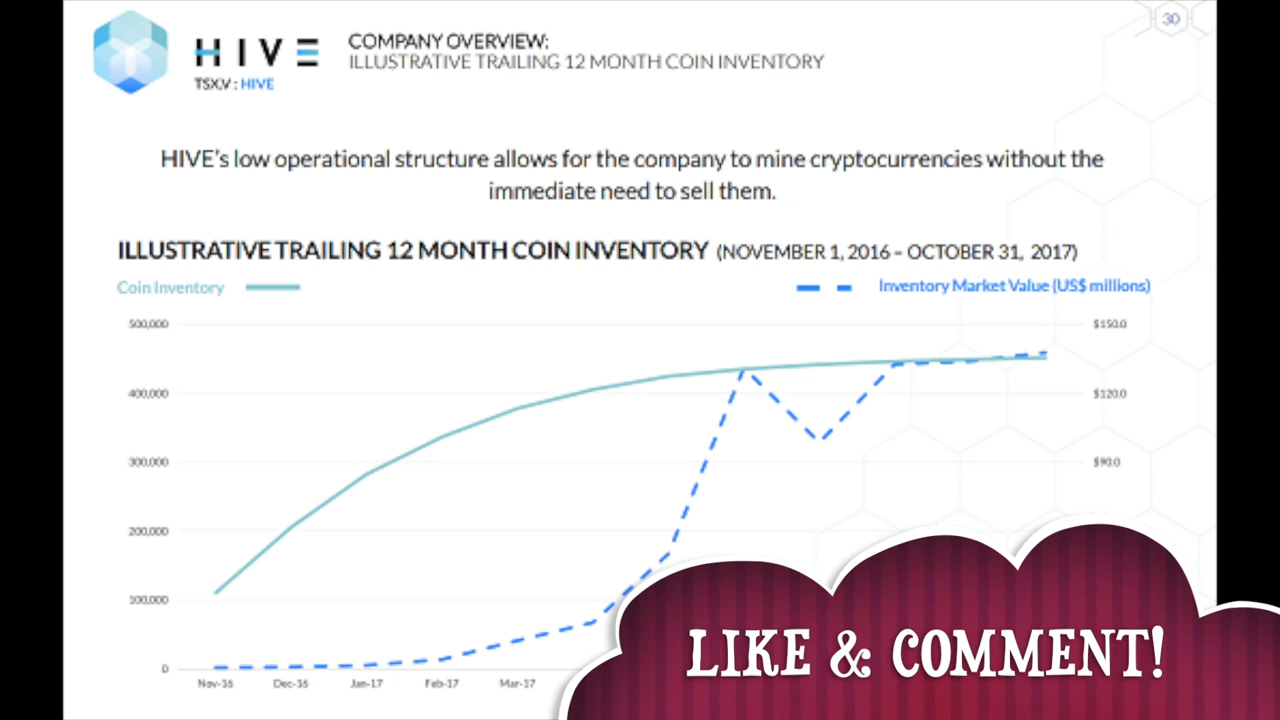 30
HIVE
TSX.V : HIVE
COMPANY OVERVIEW:
ILLUSTRATIVE TRAILING 12 MONTH COIN INVENTORY
HIVE's low operational structure allows for the company to mine cryptocurrencies without the
immediate need to sell them.
ILLUSTRATIVE TRAILING 12 MONTH COIN INVENTORY (NOVEMBER 1, 2016 – OCTOBER 31, 2017)
Coin Inventory
Inventory Market Value (US$ millions)
500,000
$150.0
400,000
$120.0
300,000
$90.0
200,000
100,000
0
Nov-16 Dec-16 Jan-17 Feb-17 Mar-17
LIKE & COMMENT!